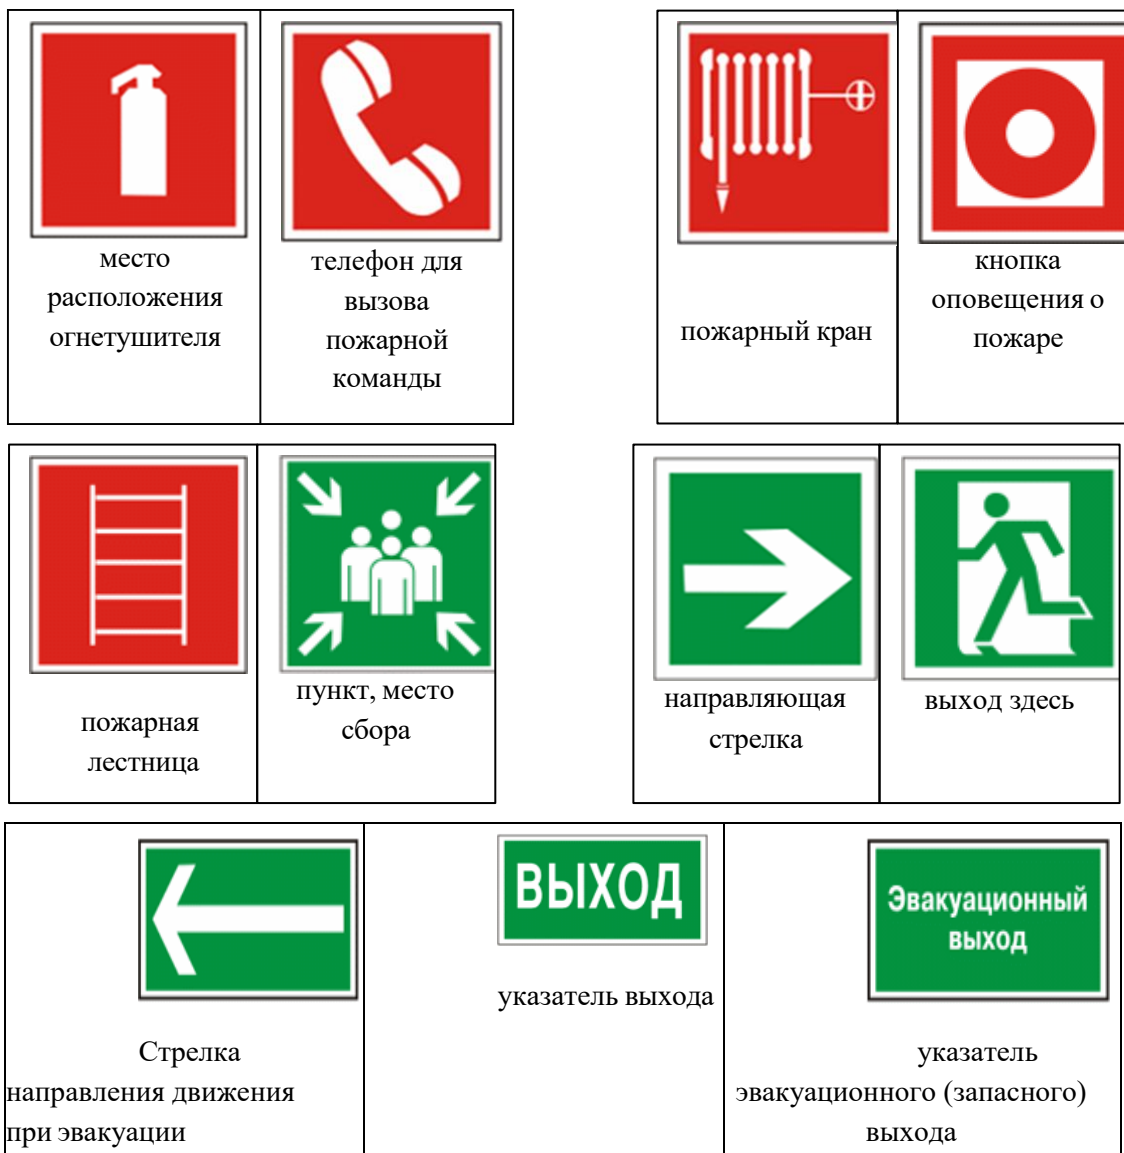 место
расположения
огнетушителя
телефон для
вызова
пожарной
команды
пожарный кран
кнопка
оповещения о
пожаре
пожарная
лестница
пункт, место
сбора
направляющая
стрелка
выход здесь
Стрелка
направления движения
при эвакуации
ВЫХОД
указатель выхода
Эвакуационный
выход
указатель
эвакуационного (запасного)
выхода